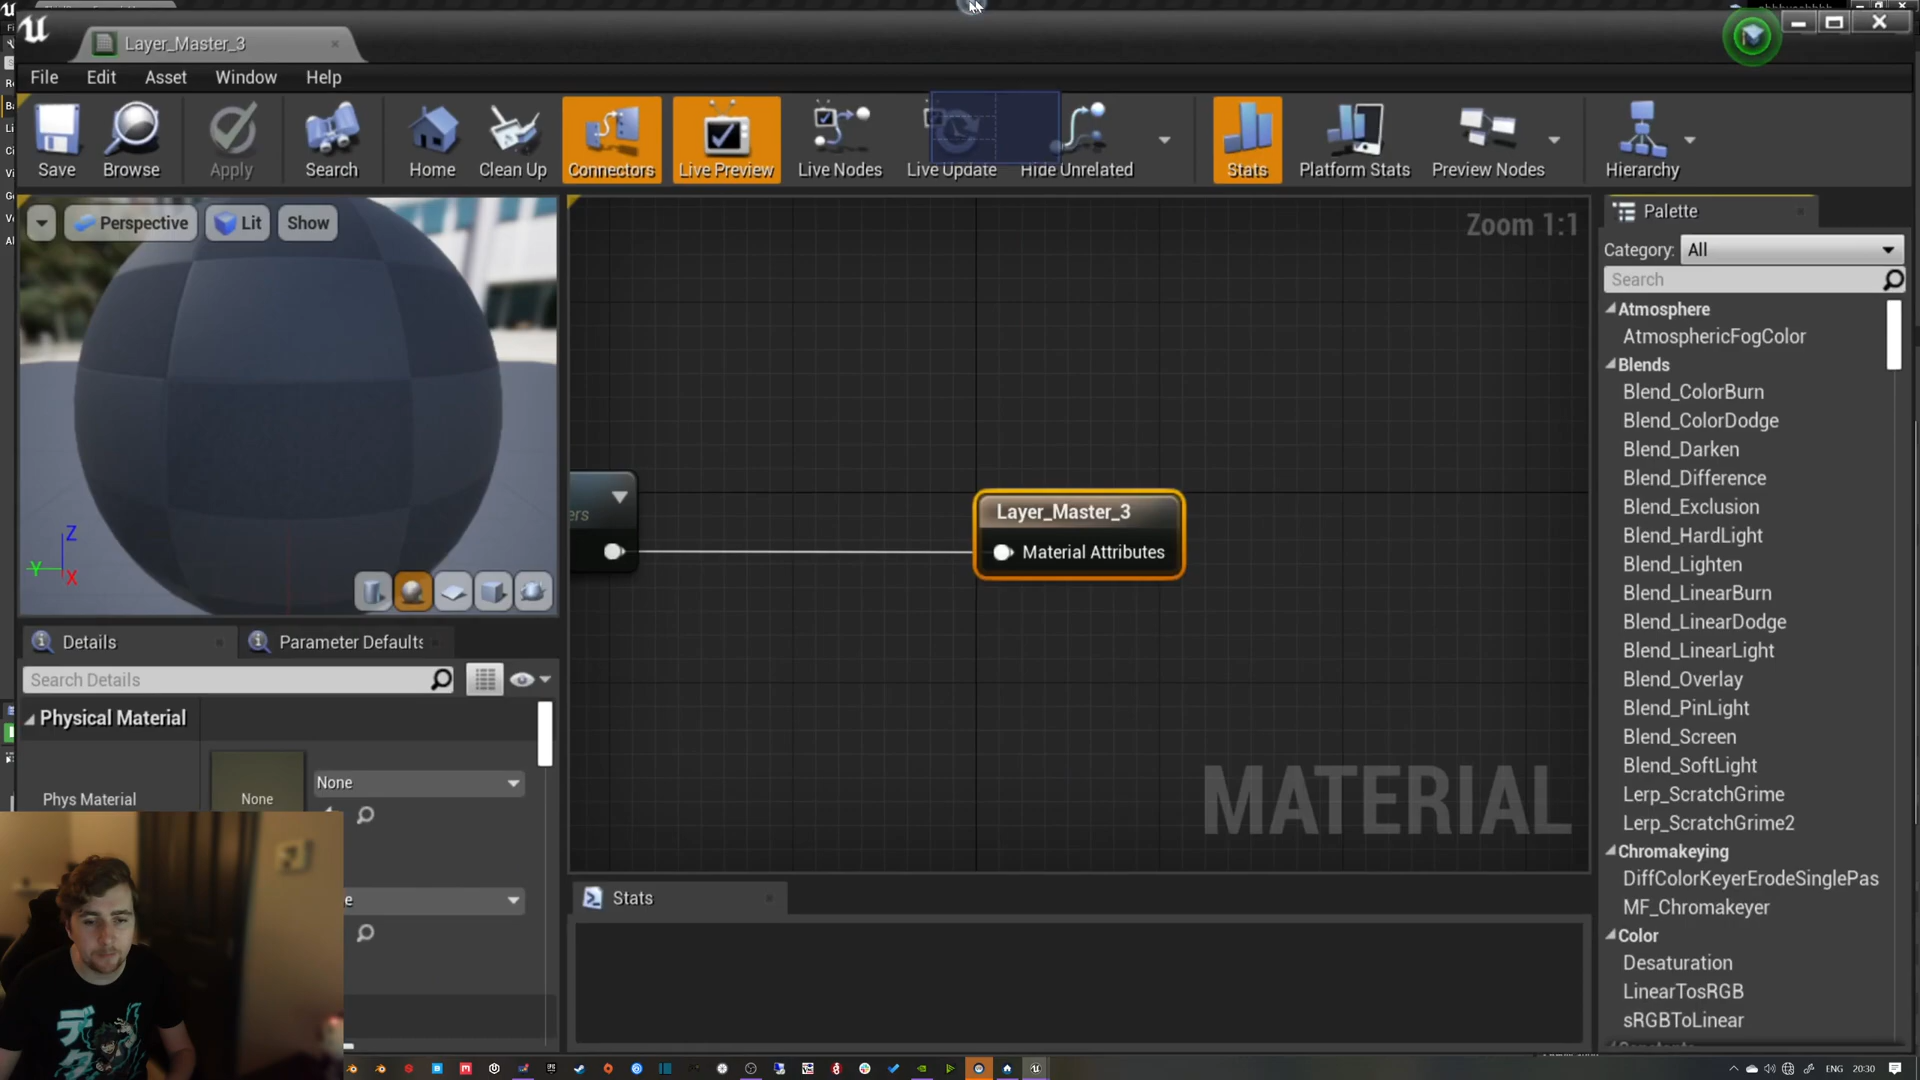 Layer_Master_3
File Edit Asset Window Help
Save Browse Apply Search Home Clean Up Connectors Live Preview Live Nodes Live Update Hide Unrelated Stats Platform Stats Preview Nodes Hierarchy
Perspective Lit Show
Zoom 1:1
Palette
Category: All
Search
Atmosphere
AtmosphericFogColor
Blends
Blend_ColorBurn
Blend_ColorDodge
Blend_Darken
Blend_Difference
Blend_Exclusion
Blend_HardLight
Blend_Lighten
Blend_LinearBurn
Blend_LinearDodge
Blend_LinearLight
Blend_Overlay
Blend_PinLight
Blend_Screen
Blend_SoftLight
Lerp_ScratchGrime
Lerp_ScratchGrime2
Chromakeying
DiffColorKeyerErodeSinglePas
MF_Chromakeyer
Color
Desaturation
LinearTosRGB
sRGBToLinear
ers
Layer_Master_3
Material Attributes
MATERIAL
Z
Y
X
Details Parameter Defaults
Search Details
Physical Material
Phys Material
None
None
Stats
デク
ENG 20:30